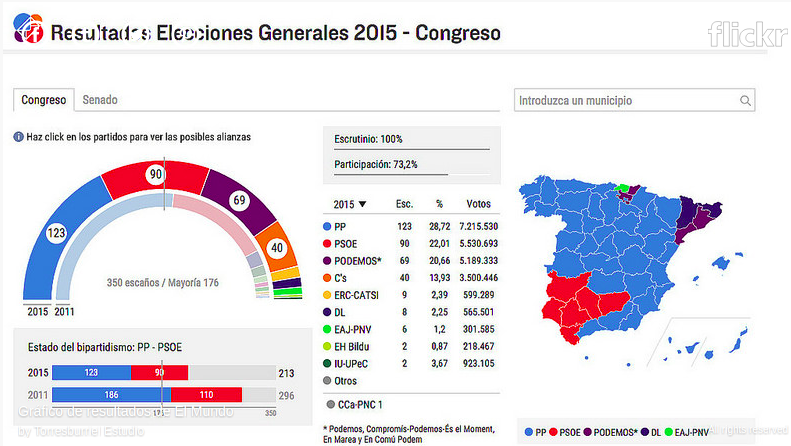 Resultados Elecciones Generales 2015 - Congreso
flickr
Congreso Senado
Introduzca un municipio
Haz click en los partidos para ver las posibles alianzas
Escrutinio: 100%
Participación: 73,2%
123
90
69
40
350 escaños / Mayoría 176
2015 2011
2015 ▼ Esc. % Votos
PP 123 28,72 7.215.530
PSOE 90 22,01 5.530.693
PODEMOS* 69 20,66 5.189.333
C's 40 13,93 3.500.446
ERC-CATSI 9 2,39 599.289
DL 8 2,25 565.501
EAJ-PNV 6 1,2 301.585
EH Bildu 2 0,87 218.467
IU-UPeC 2 3,67 923.105
Otros
CCa-PNC 1
* Podemos, Compromís-Podemos-És el Moment,
En Marea y En Comú Podem
Estado del bipartidismo: PP - PSOE
2015 123 90 213
2011 186 110 296
350
Gráfico de resultados de El Mundo
by Torresburriel Estudio
PP PSOE PODEMOS* DL EAJ-PNV
All rights reserved